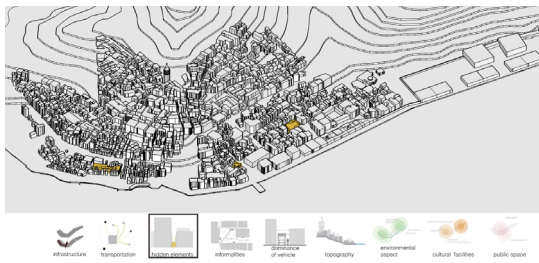 infrastructure
transportation
hidden elements
informalities
dominance
of vehicle
topography
environmental
aspect
cultural facilities
public space